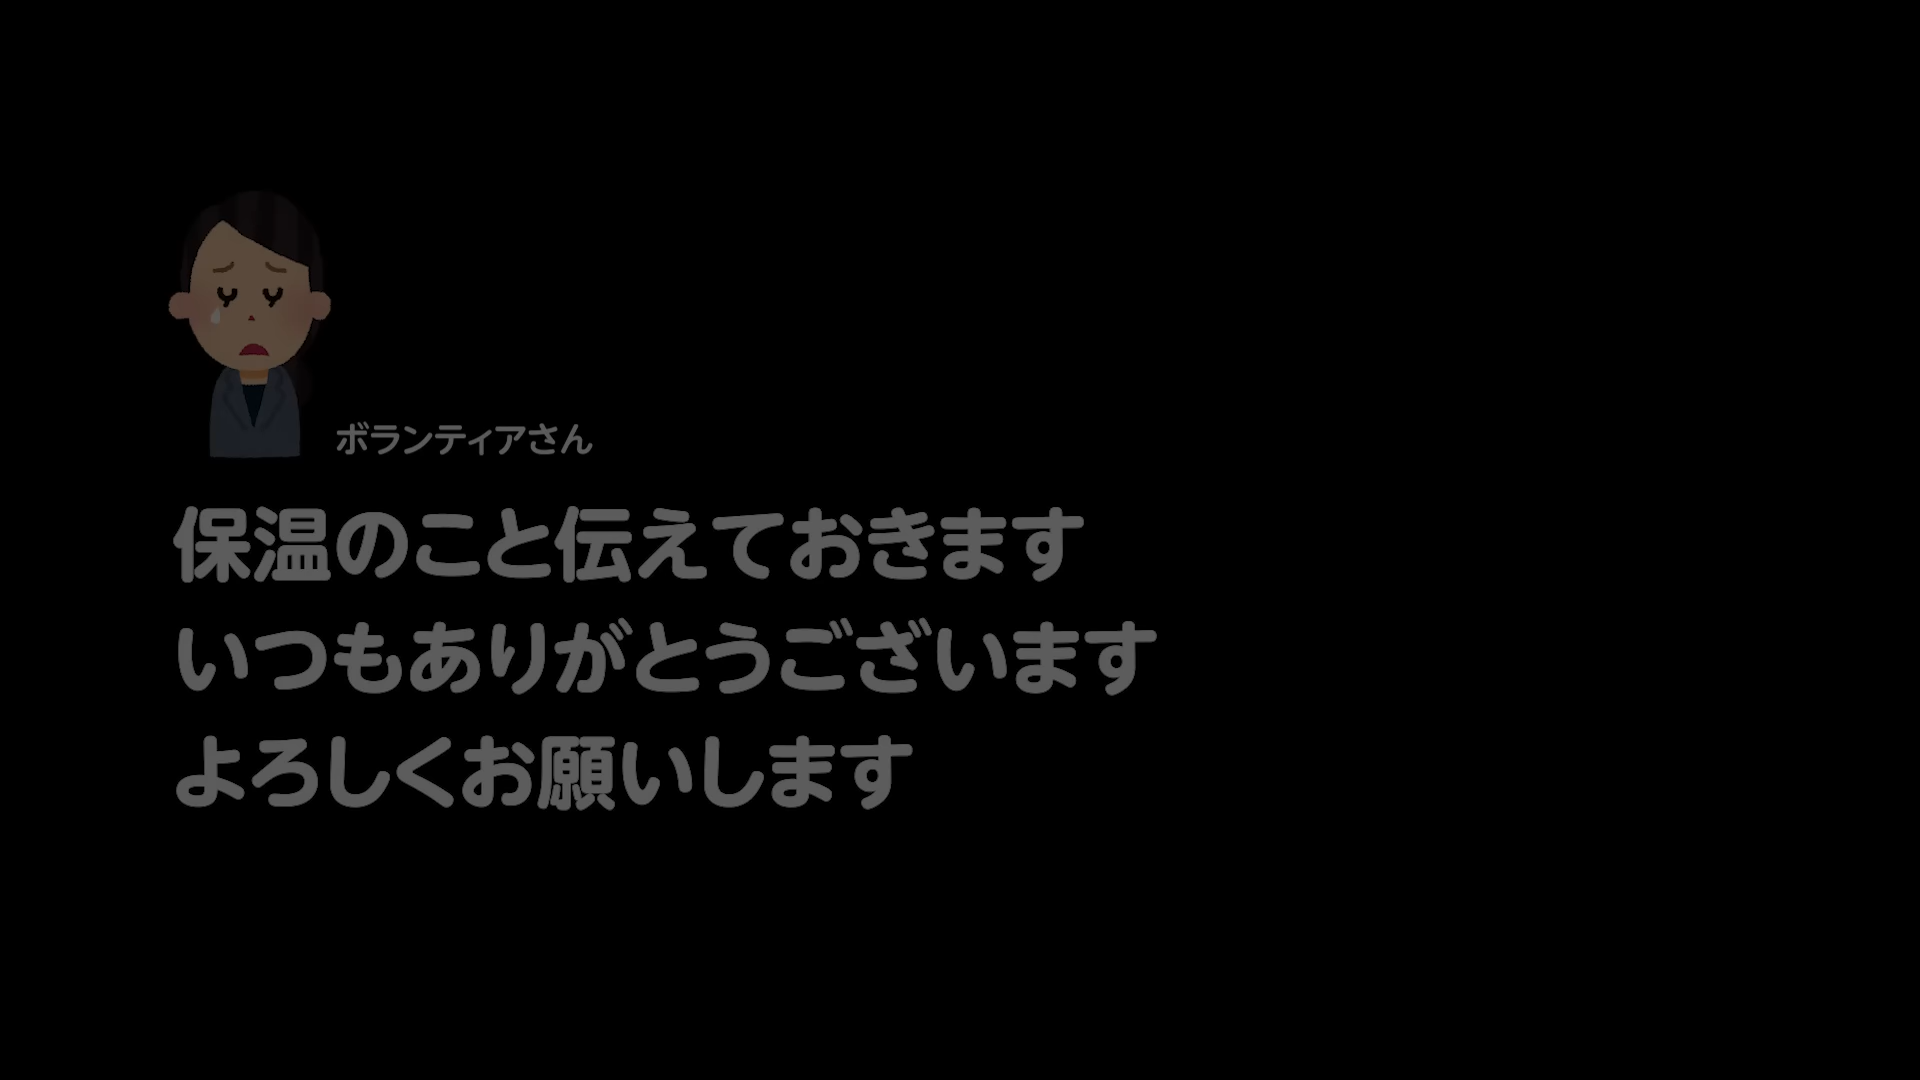 ボランティアさん
保温のこと伝えておきます
いつもありがとうございます
よろしくお願いします